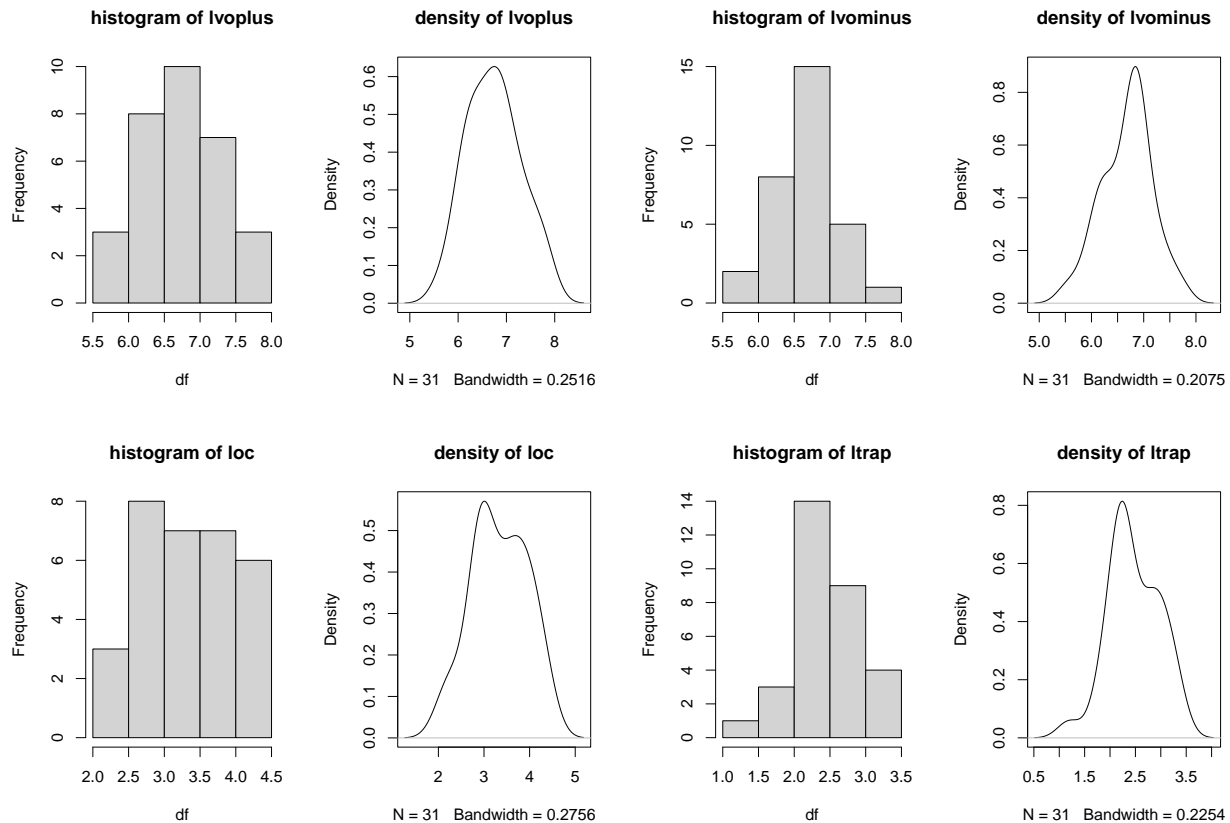 histogram of lvoplus
Frequency
0 2 4 6 8 10
5.5 6.0 6.5 7.0 7.5 8.0
df
density of lvoplus
Density
0.0 0.1 0.2 0.3 0.4 0.5 0.6
5 6 7 8
N = 31 Bandwidth = 0.2516
histogram of lvominus
Frequency
0 5 10 15
5.5 6.0 6.5 7.0 7.5 8.0
df
density of lvominus
Density
0.0 0.2 0.4 0.6 0.8
5.0 6.0 7.0 8.0
N = 31 Bandwidth = 0.2075
histogram of loc
Frequency
0 2 4 6 8
2.0 2.5 3.0 3.5 4.0 4.5
df
density of loc
Density
0.0 0.1 0.2 0.3 0.4 0.5
2 3 4 5
N = 31 Bandwidth = 0.2756
histogram of ltrap
Frequency
0 2 4 6 8 10 12 14
1.0 1.5 2.0 2.5 3.0 3.5
df
density of ltrap
Density
0.0 0.2 0.4 0.6 0.8
0.5 1.5 2.5 3.5
N = 31 Bandwidth = 0.2254